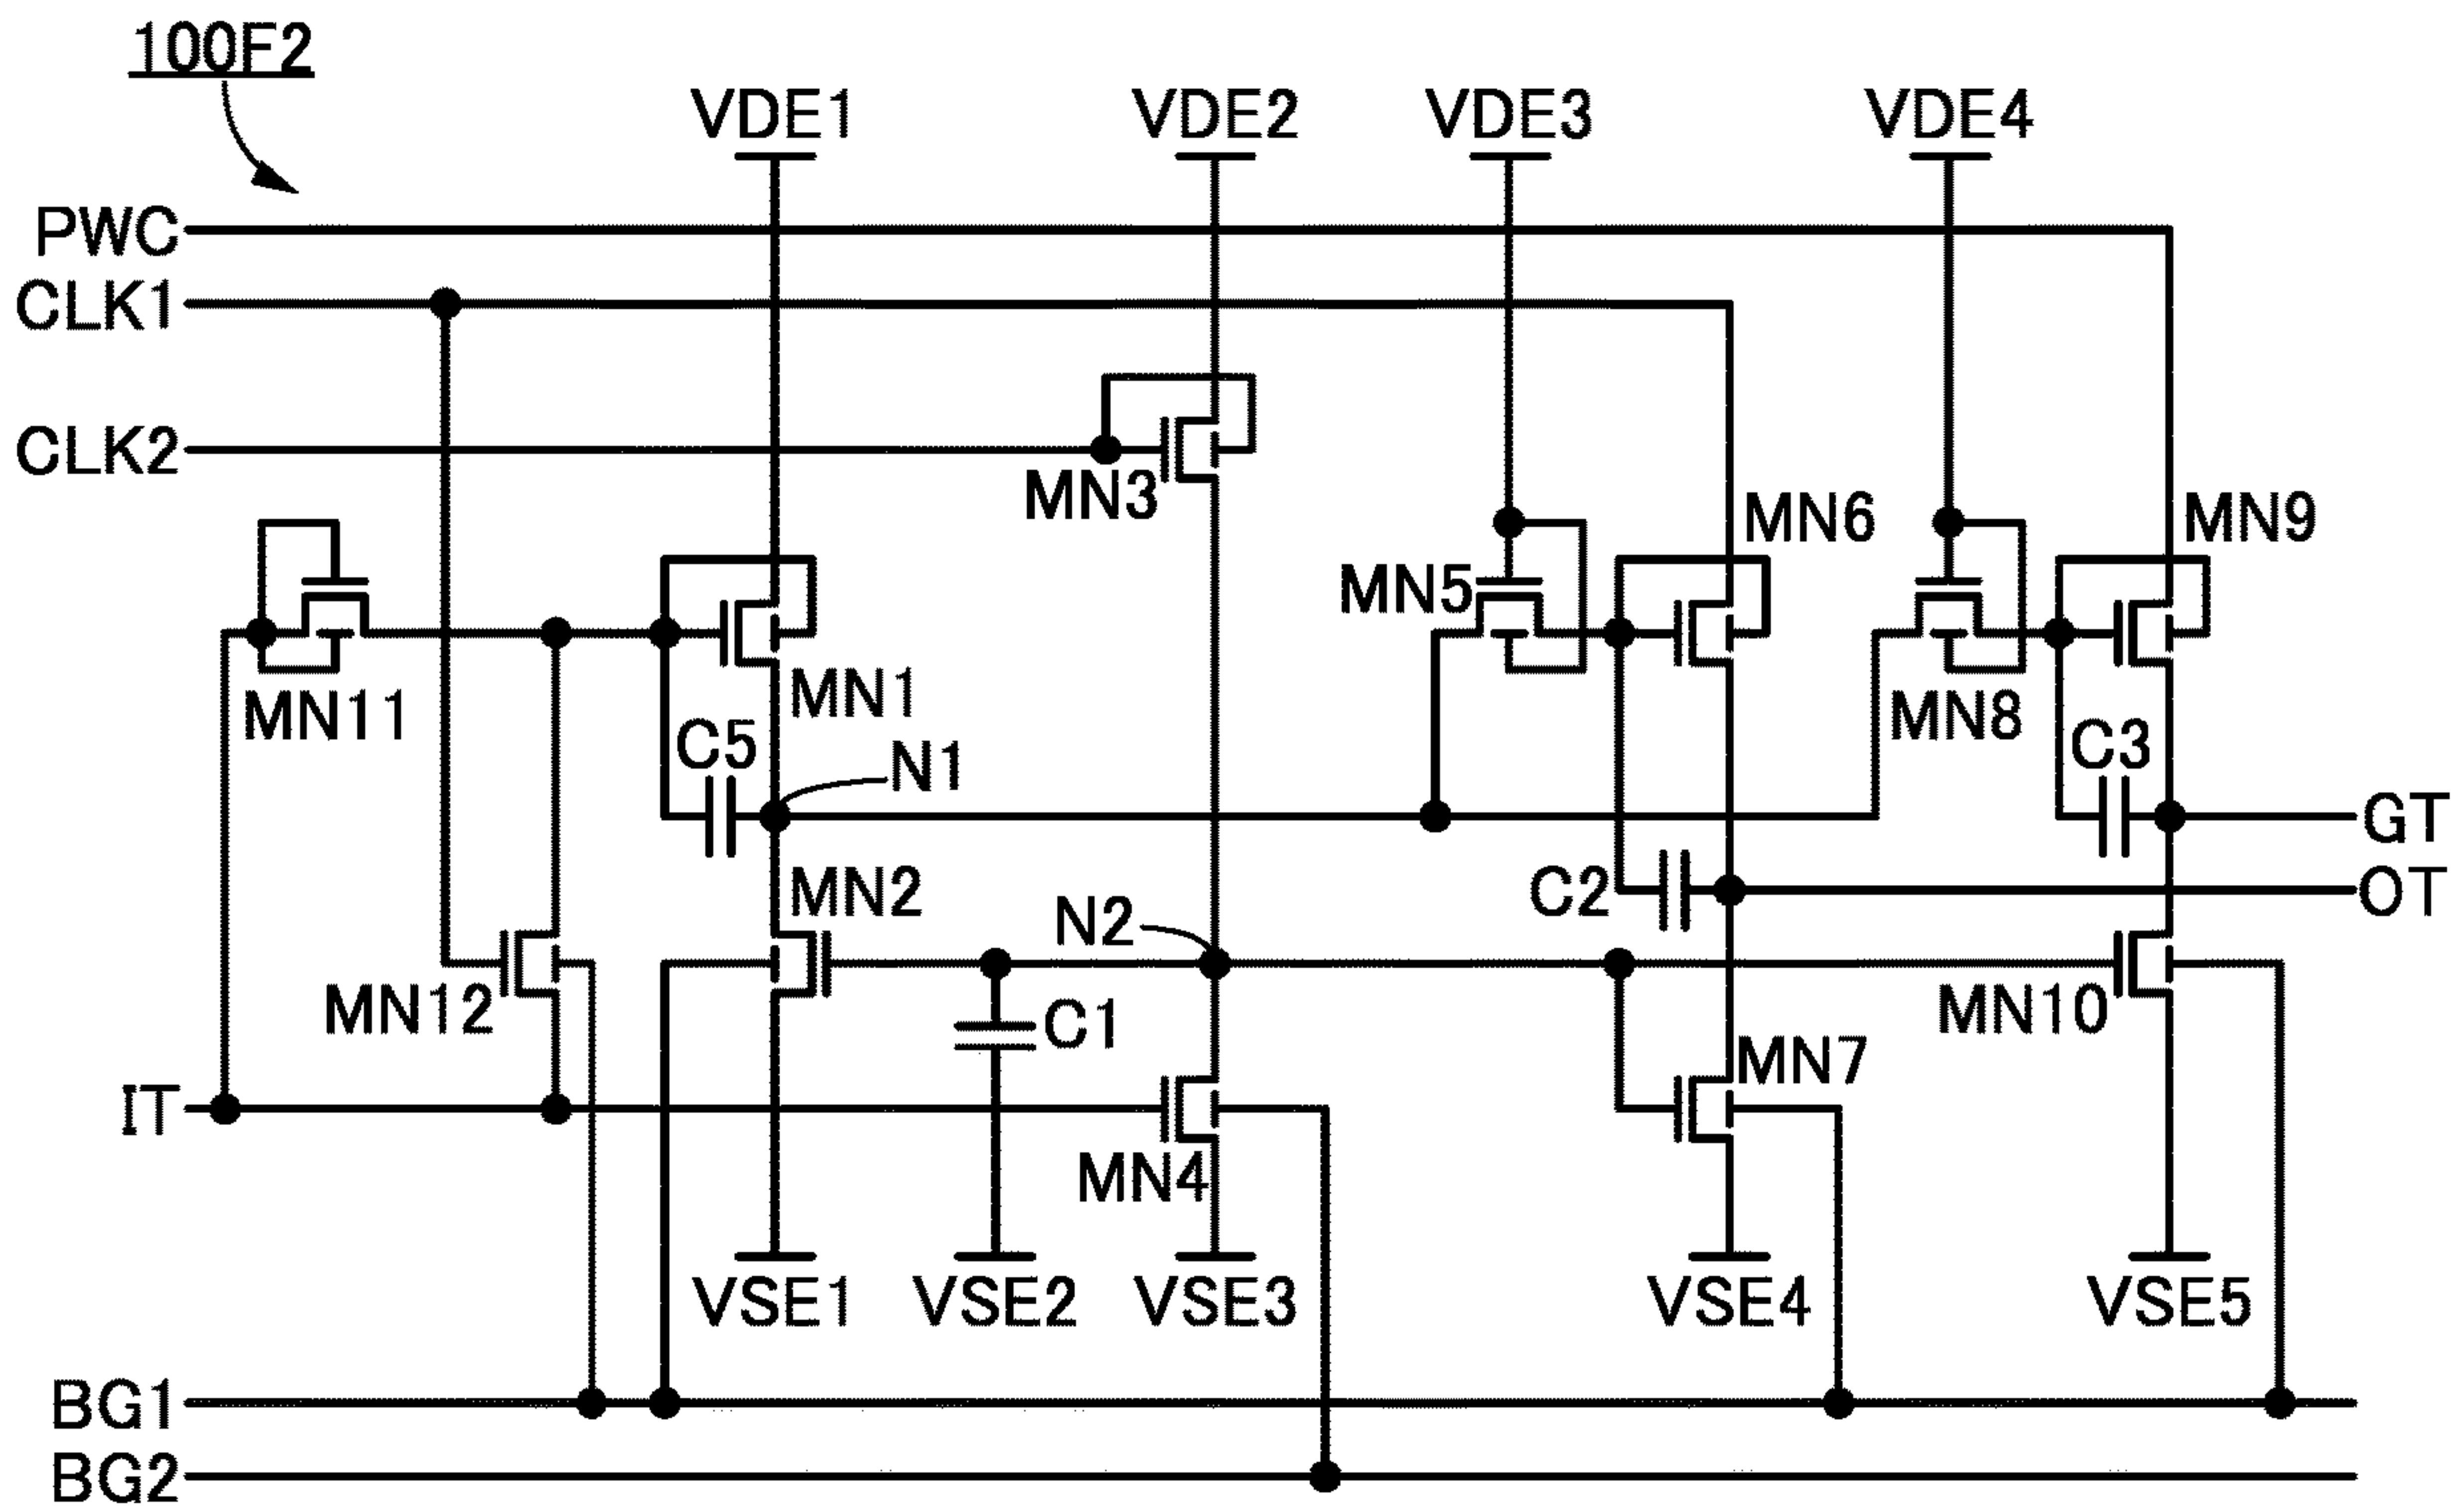 100F2
VDE1 VDE2 VDE3 VDE4
PWC
CLK1
CLK2
MN3
MN6
MN9
MN5
MN11
MN1
MN8
C5
N1
C3
GT
MN2
N2
C2
OT
MN12
C1
MN10
MN7
IT
MN4
VSE1 VSE2 VSE3 VSE4 VSE5
BG1
BG2